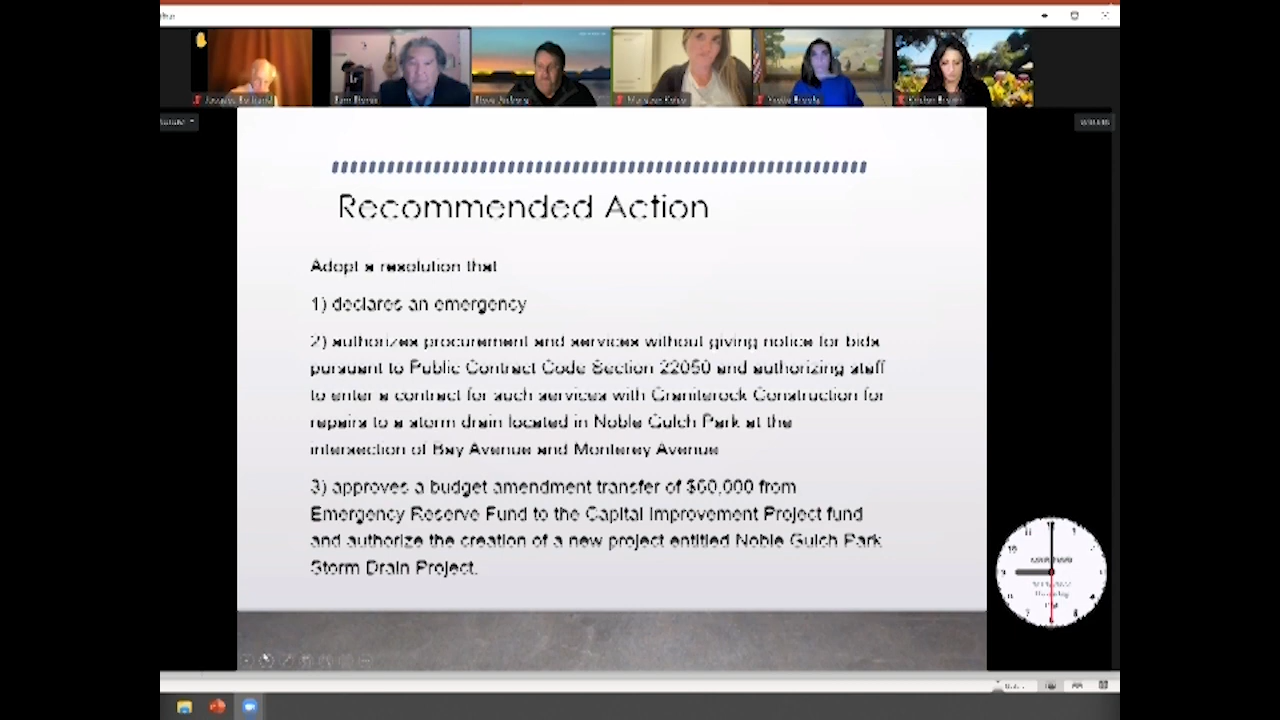 Recommended Action
Adopt a resolution that
1) declares an emergency
2) authorizes procurement and services without giving notice for bids
pursuant to Public Contract Code Section 22050 and authorizing staff
to enter a contract for such services with Graniterock Construction for
repairs to a storm drain located in Noble Gulch Park at the
intersection of Bay Avenue and Monterey Avenue
3) approves a budget amendment transfer of from
Emergency Reserve Fund to the Capital Improvement Project fund
and authorize the creation of a new project entitled Noble Gulch Park
Storm Drain Project.